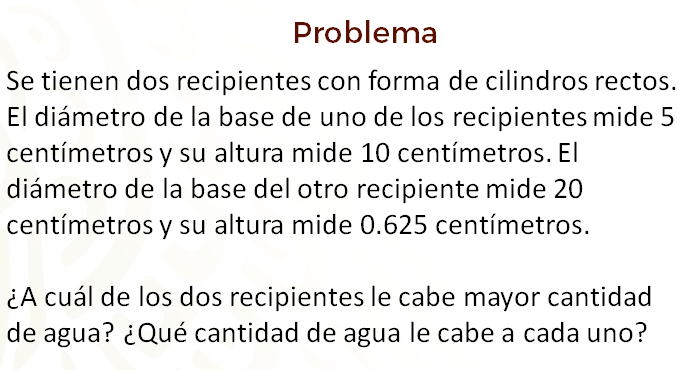 Problema
Se tienen dos recipientes con forma de cilindros rectos.
El diámetro de la base de uno de los recipientes mide 5
centímetros y su altura mide 10 centímetros. El
diámetro de la base del otro recipiente mide 20
centímetros y su altura mide 0.625 centímetros.
¿A cuál de los dos recipientes le cabe mayor cantidad
de agua? ¿Qué cantidad de agua le cabe a cada uno?